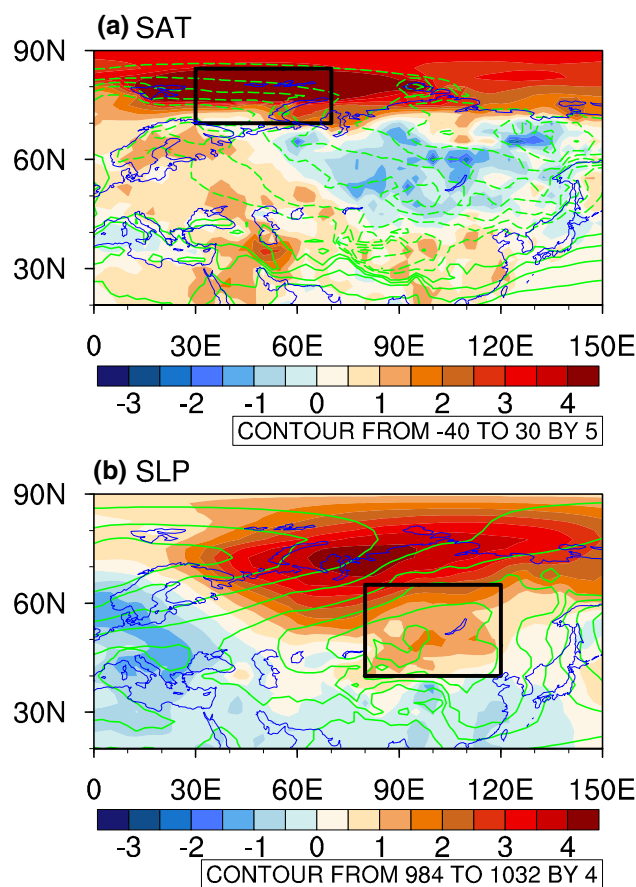 (a) SAT
90N
60N
30N
0 30E 60E 90E 120E 150E
-3 -2 -1 0 1 2 3 4
CONTOUR FROM -40 TO 30 BY 5
(b) SLP
90N
60N
30N
0 30E 60E 90E 120E 150E
-3 -2 -1 0 1 2 3 4
CONTOUR FROM 984 TO 1032 BY 4